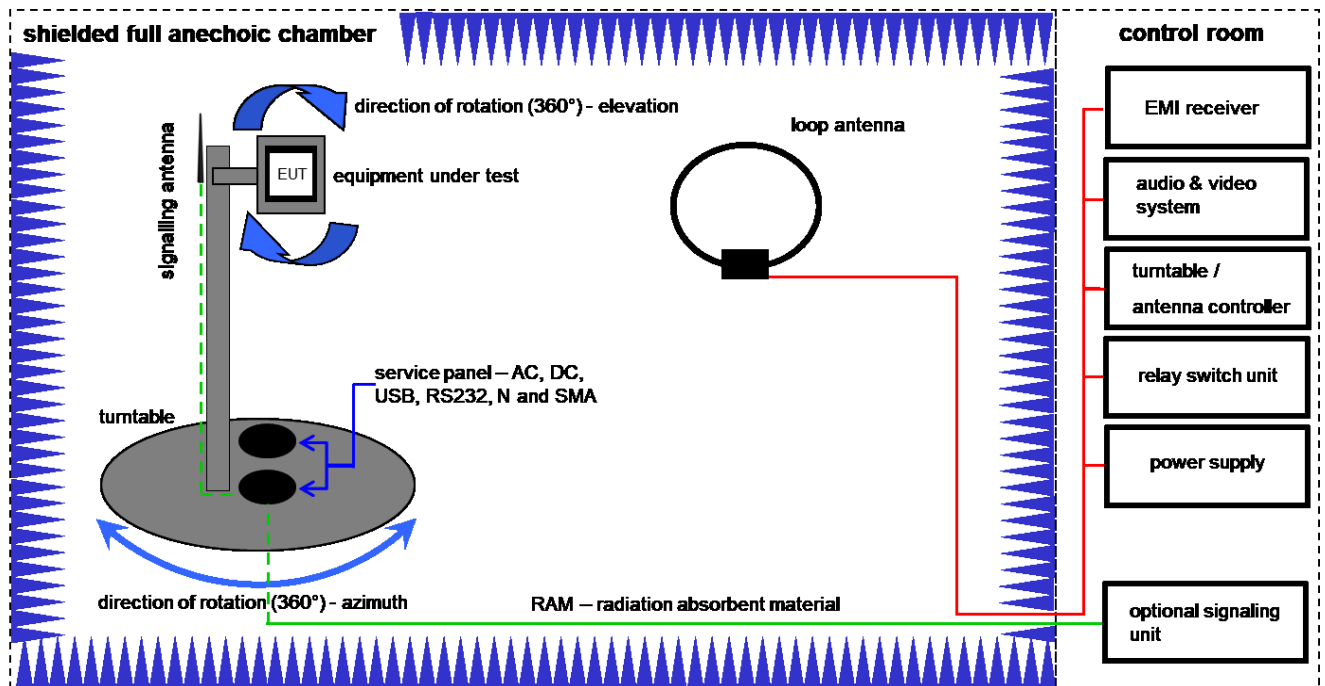 shielded full anechoic chamber
control room
direction of rotation (360°) - elevation
signalling antenna
EUT
equipment under test
loop antenna
EMI receiver
audio & video
system
turntable /
antenna controller
relay switch unit
power supply
service panel – AC, DC,
USB, RS232, N and SMA
turntable
direction of rotation (360°) - azimuth
RAM – radiation absorbent material
optional signaling
unit